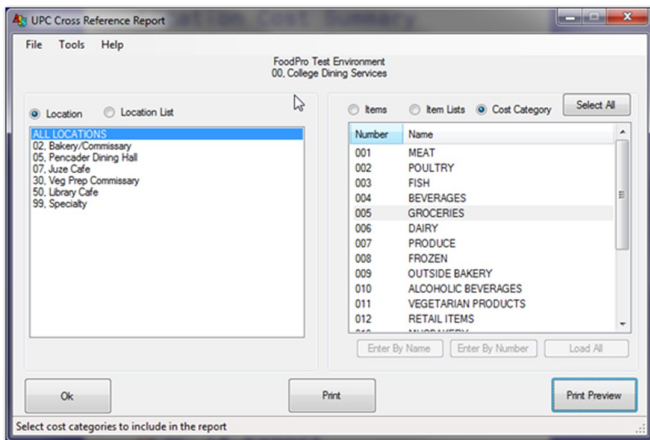 cation Cost Summary
UPC Cross Reference Report
File Tools Help
FoodPro Test Environment
00, College Dining Services
Location Location List
Items Item Lists Cost Category Select All
ALL LOCATIONS
02, Bakery/Commissary
05, Pencader Dining Hall
07, Juze Cafe
30, Veg Prep Commissary
50, Library Cafe
99, Specialty
Number Name
001 MEAT
002 POULTRY
003 FISH
004 BEVERAGES
005 GROCERIES
006 DAIRY
007 PRODUCE
008 FROZEN
009 OUTSIDE BAKERY
010 ALCOHOLIC BEVERAGES
011 VEGETARIAN PRODUCTS
012 RETAIL ITEMS
Enter By Name Enter By Number Load All
Ok Print Print Preview
Select cost categories to include in the report